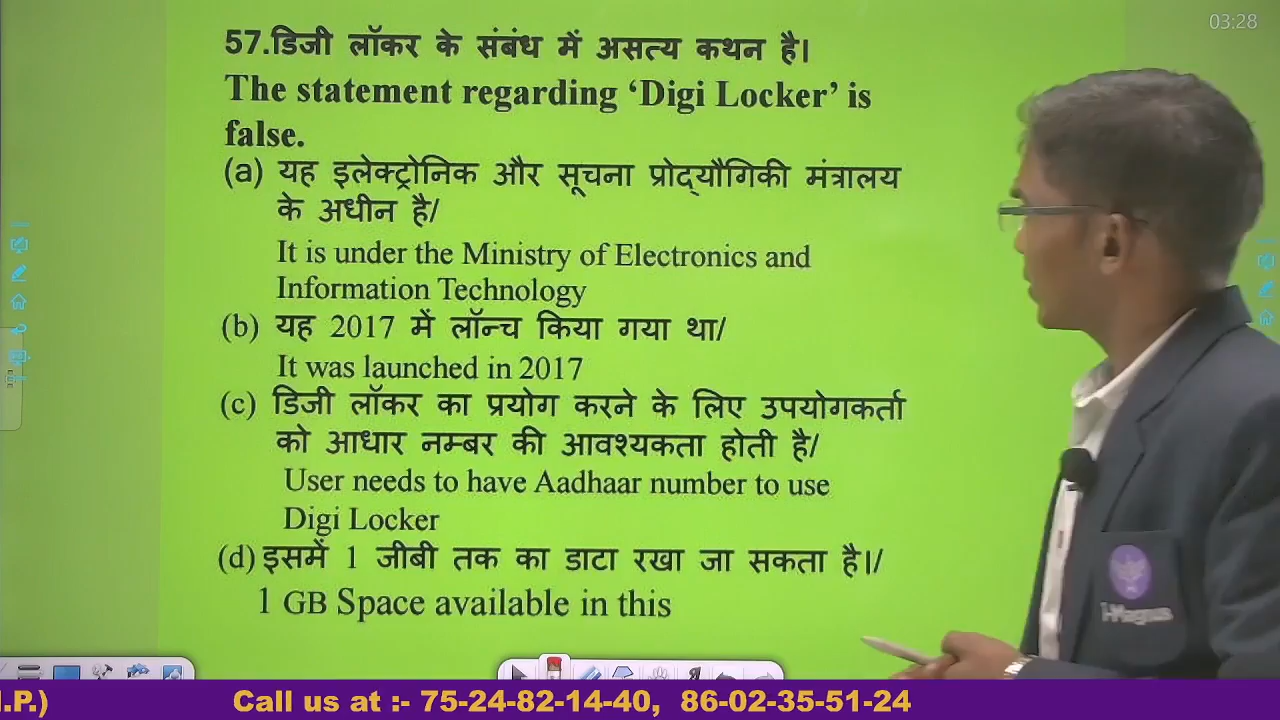 03:28
57.डिजी लॉकर के संबंध में असत्य कथन है।
The statement regarding ‘Digi Locker’ is
false.
(a) यह इलेक्ट्रोनिक और सूचना प्रोद्यौगिकी मंत्रालय
के अधीन है/
It is under the Ministry of Electronics and
Information Technology
(b) यह 2017 में लॉन्च किया गया था/
It was launched in 2017
(c) डिजी लॉकर का प्रयोग करने के लिए उपयोगकर्ता
को आधार नम्बर की आवश्यकता होती है/
User needs to have Aadhaar number to use
Digi Locker
(d) इसमें 1 जीबी तक का डाटा रखा जा सकता है।/
1 GB Space available in this
I-Magnus
I.P.) Call us at :- 75-24-82-14-40, 86-02-35-51-24